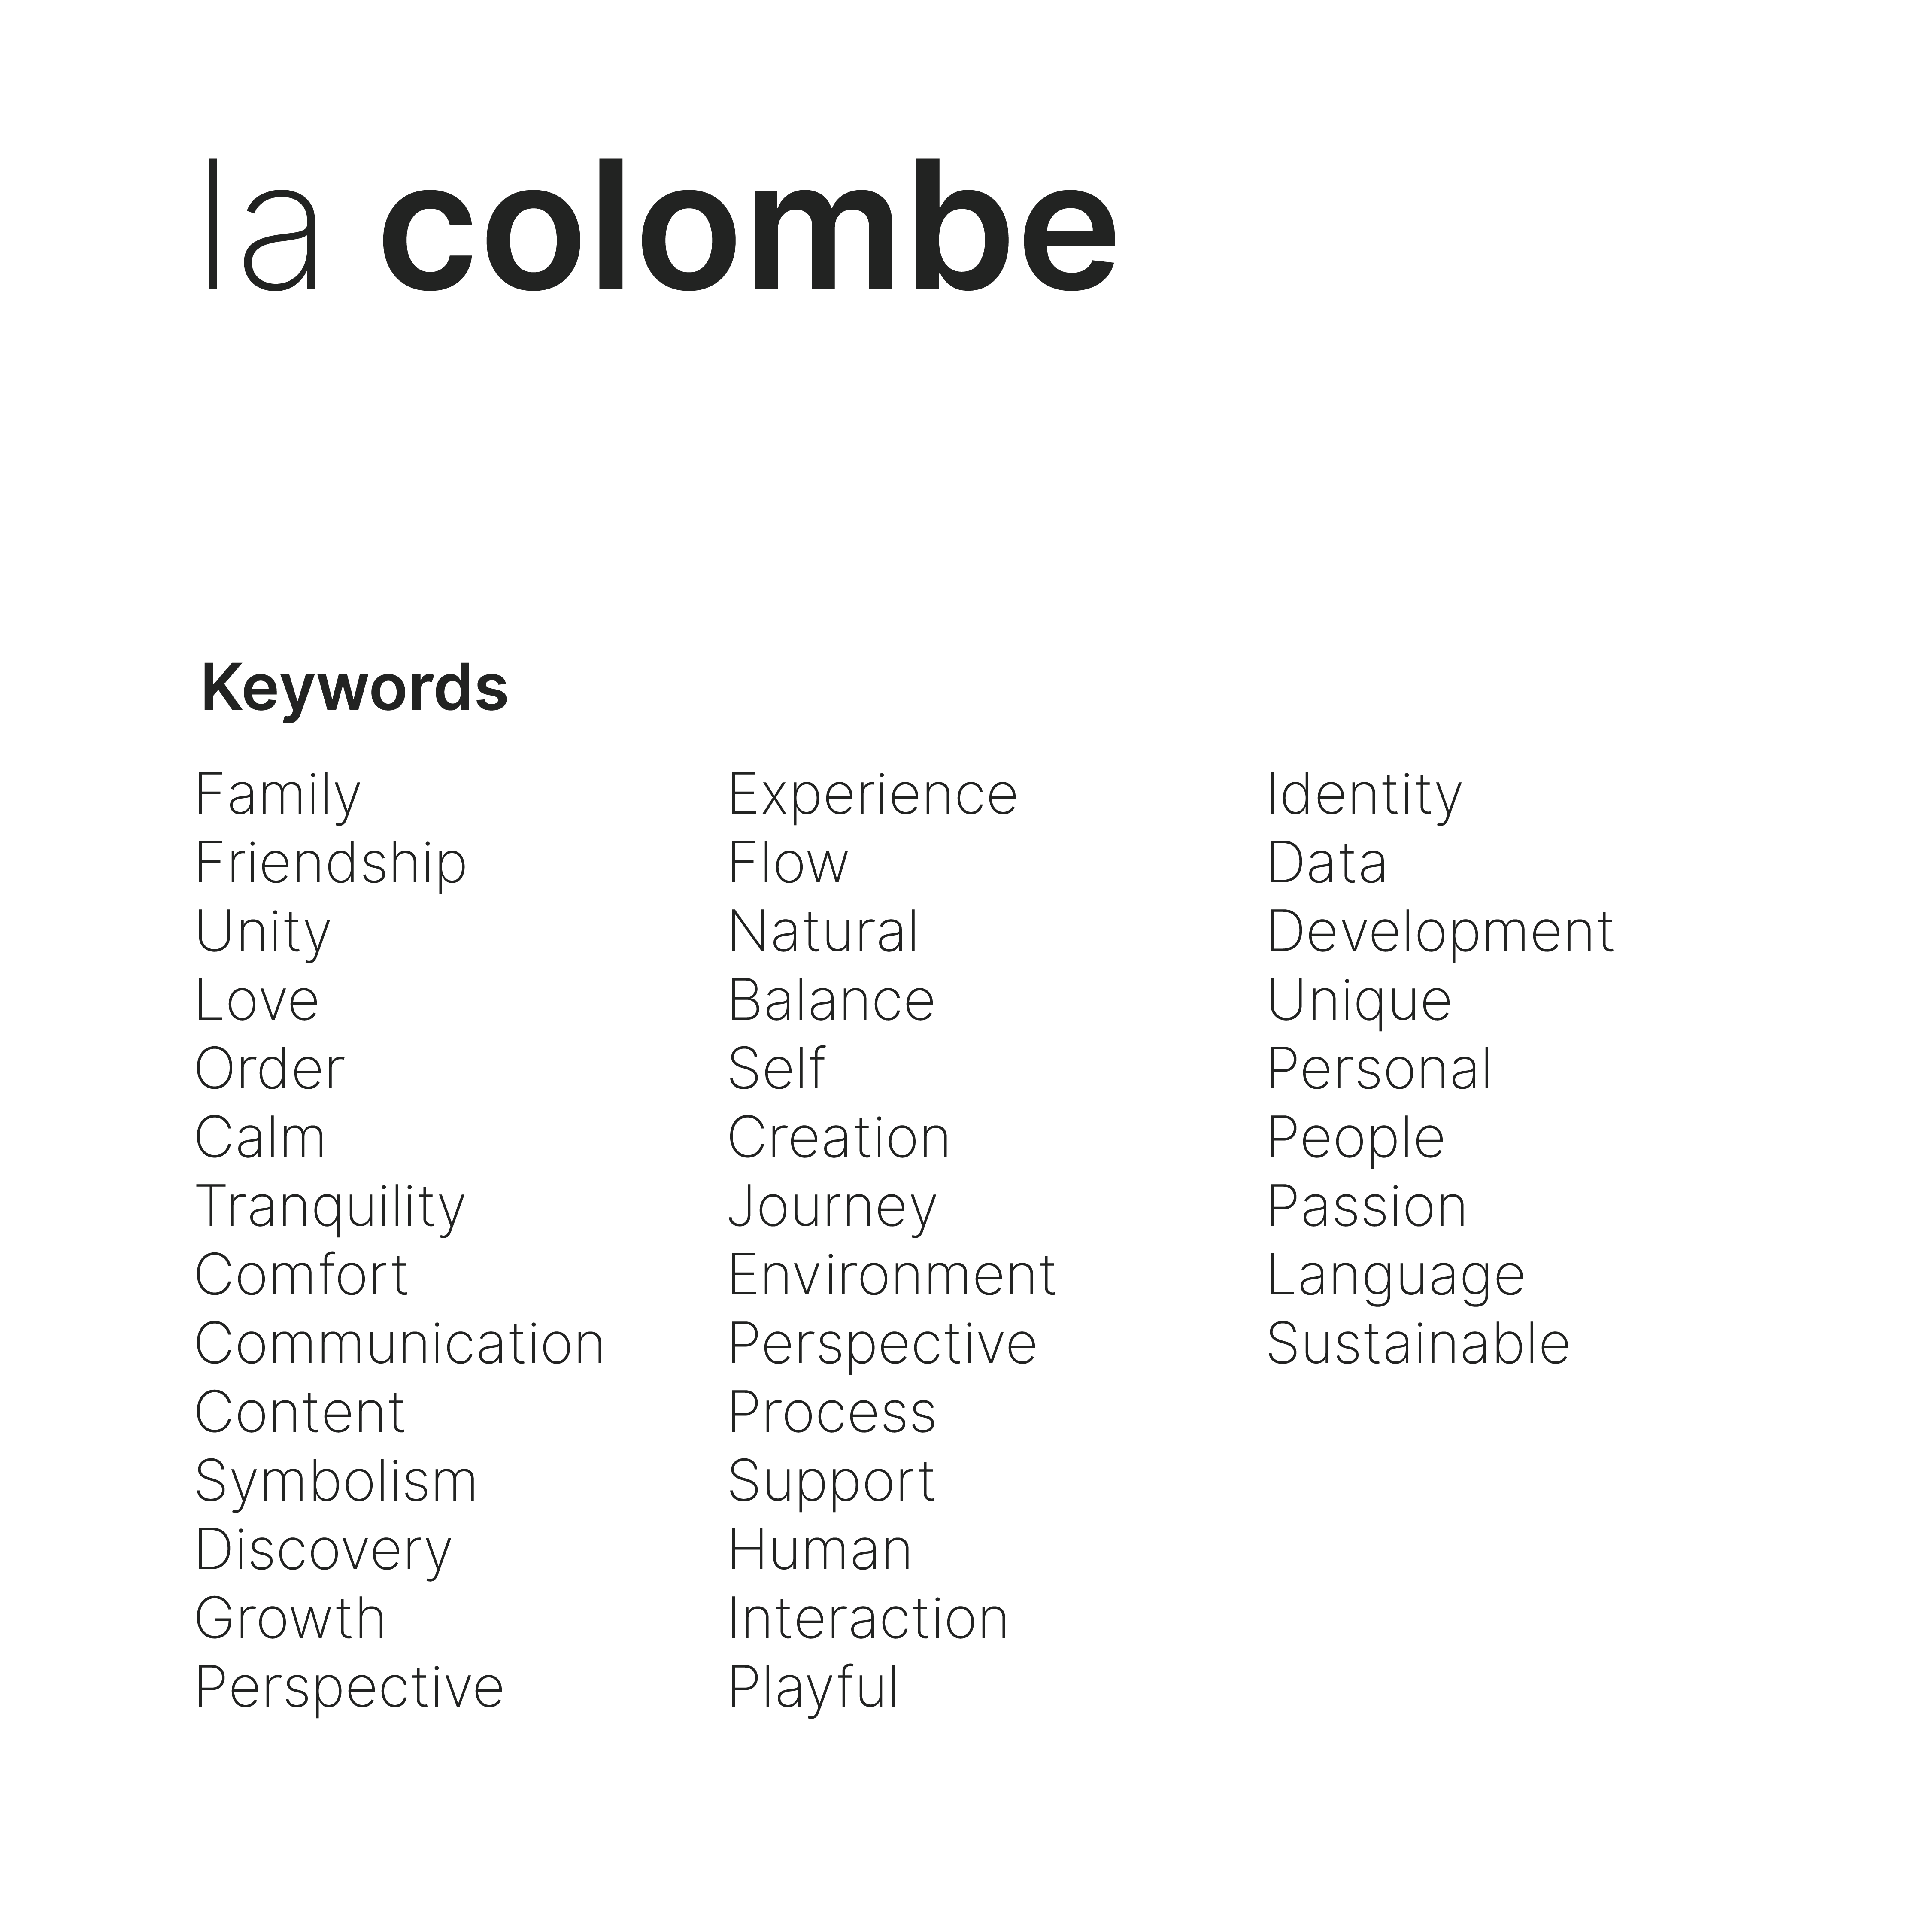 la colombe
Keywords
Family
Friendship
Unity
Love
Order
Calm
Tranquility
Comfort
Communication
Content
Symbolism
Discovery
Growth
Perspective
Experience
Flow
Natural
Balance
Self
Creation
Journey
Environment
Perspective
Process
Support
Human
Interaction
Playful
Identity
Data
Development
Unique
Personal
People
Passion
Language
Sustainable